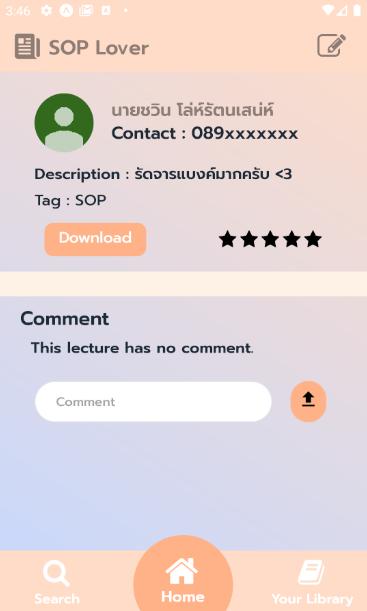 3:46
SOP Lover
นายชวิน โล่ห์รัตนเสน่ห์
Contact : 089xxxxxxx
Description : รัดจารแบงค์มากครับ <3
Tag : SOP
Download
Comment
This lecture has no comment.
Comment
Search
Home
Your Library